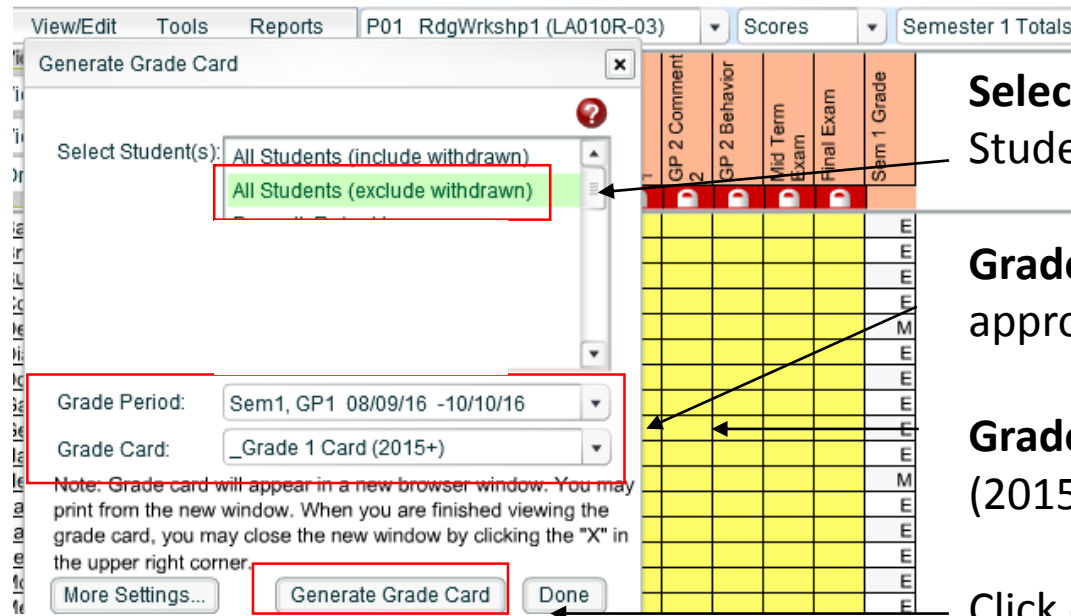 View/Edit Tools Reports P01 RdgWrkshp1 (LA010R-03) Scores Semester 1 Totals
Generate Grade Card
Select Student(s):
All Students (include withdrawn)
All Students (exclude withdrawn)
Grade Period: Sem1, GP1 08/09/16 -10/10/16
Grade Card: _Grade 1 Card (2015+)
Note: Grade card will appear in a new browser window. You may
print from the new window. When you are finished viewing the
grade card, you may close the new window by clicking the "X" in
the upper right corner.
More Settings... Generate Grade Card Done
GP 2 Comment 2
GP 2 Behavior
Mid Term Exam
Final Exam
Sem 1 Grade
E
E
E
E
M
E
E
E
E
E
M
E
E
E
E
E
Selec
Stude
Grade
appro
Grade
(2015
Click